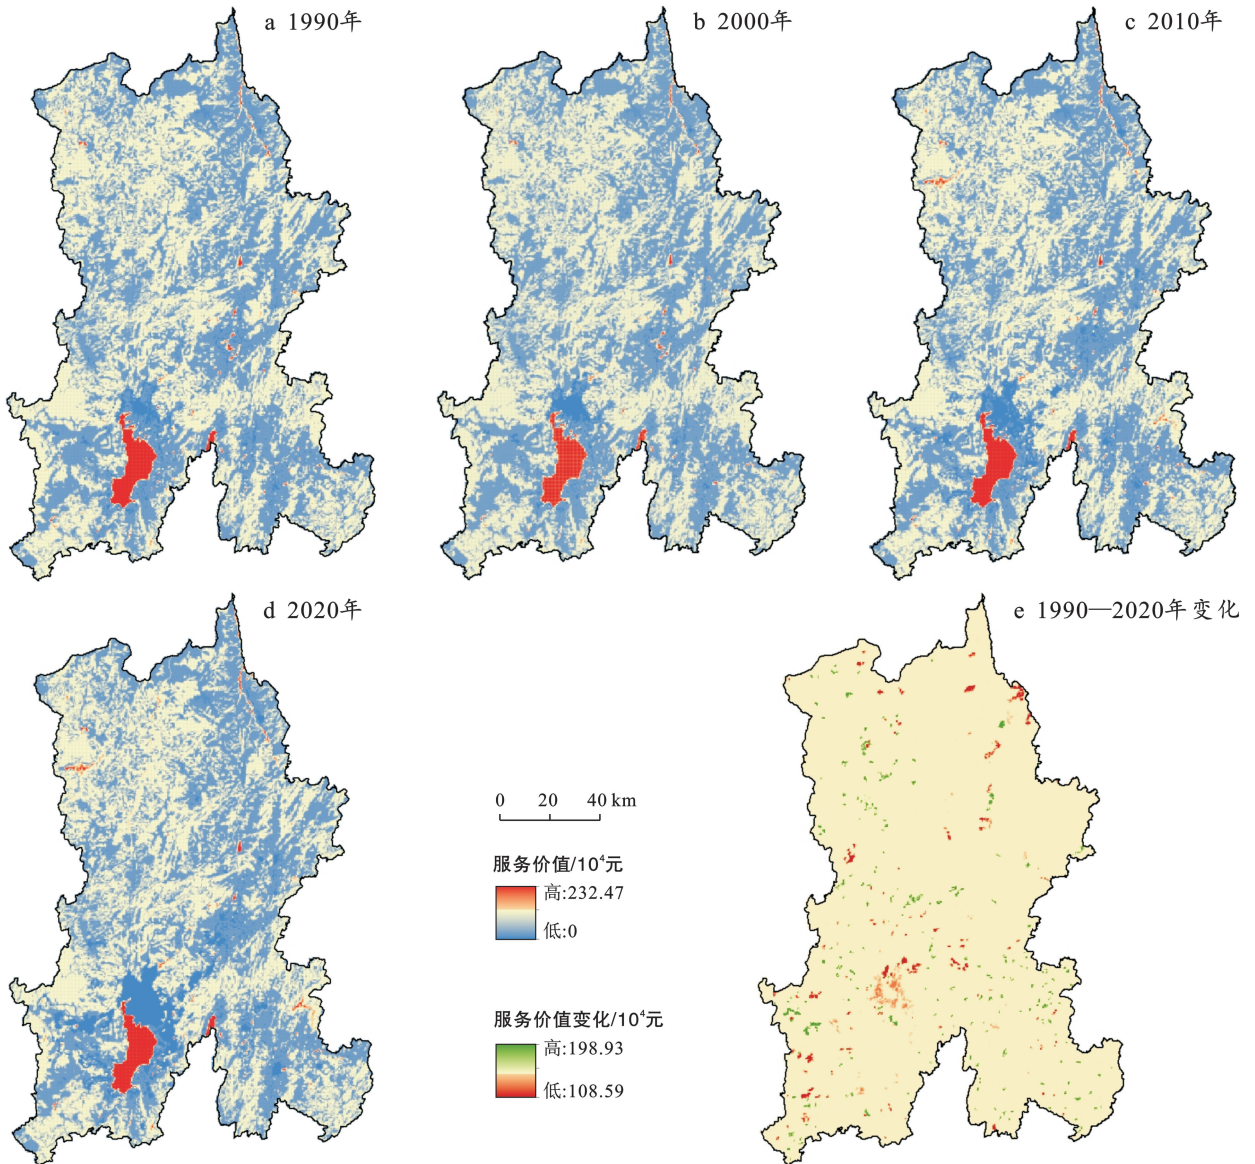 a 1990年
b 2000年
c 2010年
d 2020年
e 1990—2020年变化
0 20 40 km
服务价值/10⁴元
高:232.47
低:0
服务价值变化/10⁴元
高:198.93
低:108.59